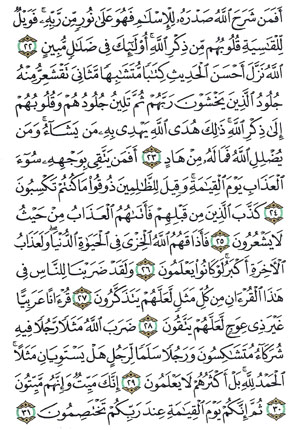 أَفَمَن شَرَحَ ٱللَّهُ صَدْرَهُۥ لِلْإِسْلَٰمِ فَهُوَ عَلَىٰ نُورٍ مِّن رَّبِّهِۦ ۚ فَوَيْلٌ
لِّلْقَٰسِيَةِ قُلُوبُهُم مِّن ذِكْرِ ٱللَّهِ ۚ أُو۟لَٰٓئِكَ فِى ضَلَٰلٍ مُّبِينٍ ٢٢
ٱللَّهُ نَزَّلَ أَحْسَنَ ٱلْحَدِيثِ كِتَٰبًا مُّتَشَٰبِهًا مَّثَانِىَ تَقْشَعِرُّ مِنْهُ
جُلُودُ ٱلَّذِينَ يَخْشَوْنَ رَبَّهُمْ ثُمَّ تَلِينُ جُلُودُهُمْ وَقُلُوبُهُمْ
إِلَىٰ ذِكْرِ ٱللَّهِ ۚ ذَٰلِكَ هُدَى ٱللَّهِ يَهْدِى بِهِۦ مَن يَشَآءُ ۚ وَمَن
يُضْلِلِ ٱللَّهُ فَمَا لَهُۥ مِنْ هَادٍ ٢٣ أَفَمَن يَتَّقِى بِوَجْهِهِۦ سُوٓءَ
ٱلْعَذَابِ يَوْمَ ٱلْقِيَٰمَةِ ۚ وَقِيلَ لِلظَّٰلِمِينَ ذُوقُوا۟ مَا كُنتُمْ تَكْسِبُونَ
٢٤ كَذَّبَ ٱلَّذِينَ مِن قَبْلِهِمْ فَأَتَىٰهُمُ ٱلْعَذَابُ مِنْ حَيْثُ
لَا يَشْعُرُونَ ٢٥ فَأَذَاقَهُمُ ٱللَّهُ ٱلْخِزْىَ فِى ٱلْحَيَوٰةِ ٱلدُّنْيَا ۖ وَلَعَذَابُ
ٱلْءَاخِرَةِ أَكْبَرُ ۚ لَوْ كَانُوا۟ يَعْلَمُونَ ٢٦ وَلَقَدْ ضَرَبْنَا لِلنَّاسِ فِى
هَٰذَا ٱلْقُرْءَانِ مِن كُلِّ مَثَلٍ لَّعَلَّهُمْ يَتَذَكَّرُونَ ٢٧ قُرْءَانًا عَرَبِيًّا
غَيْرَ ذِى عِوَجٍ لَّعَلَّهُمْ يَتَّقُونَ ٢٨ ضَرَبَ ٱللَّهُ مَثَلًا رَّجُلًا فِيهِ
شُرَكَآءُ مُتَشَٰكِسُونَ وَرَجُلًا سَلَمًا لِّرَجُلٍ هَلْ يَسْتَوِيَانِ مَثَلًا ۚ
ٱلْحَمْدُ لِلَّهِ ۚ بَلْ أَكْثَرُهُمْ لَا يَعْلَمُونَ ٢٩ إِنَّكَ مَيِّتٌ وَإِنَّهُم مَّيِّتُونَ
٣٠ ثُمَّ إِنَّكُمْ يَوْمَ ٱلْقِيَٰمَةِ عِندَ رَبِّكُمْ تَخْتَصِمُونَ ٣١